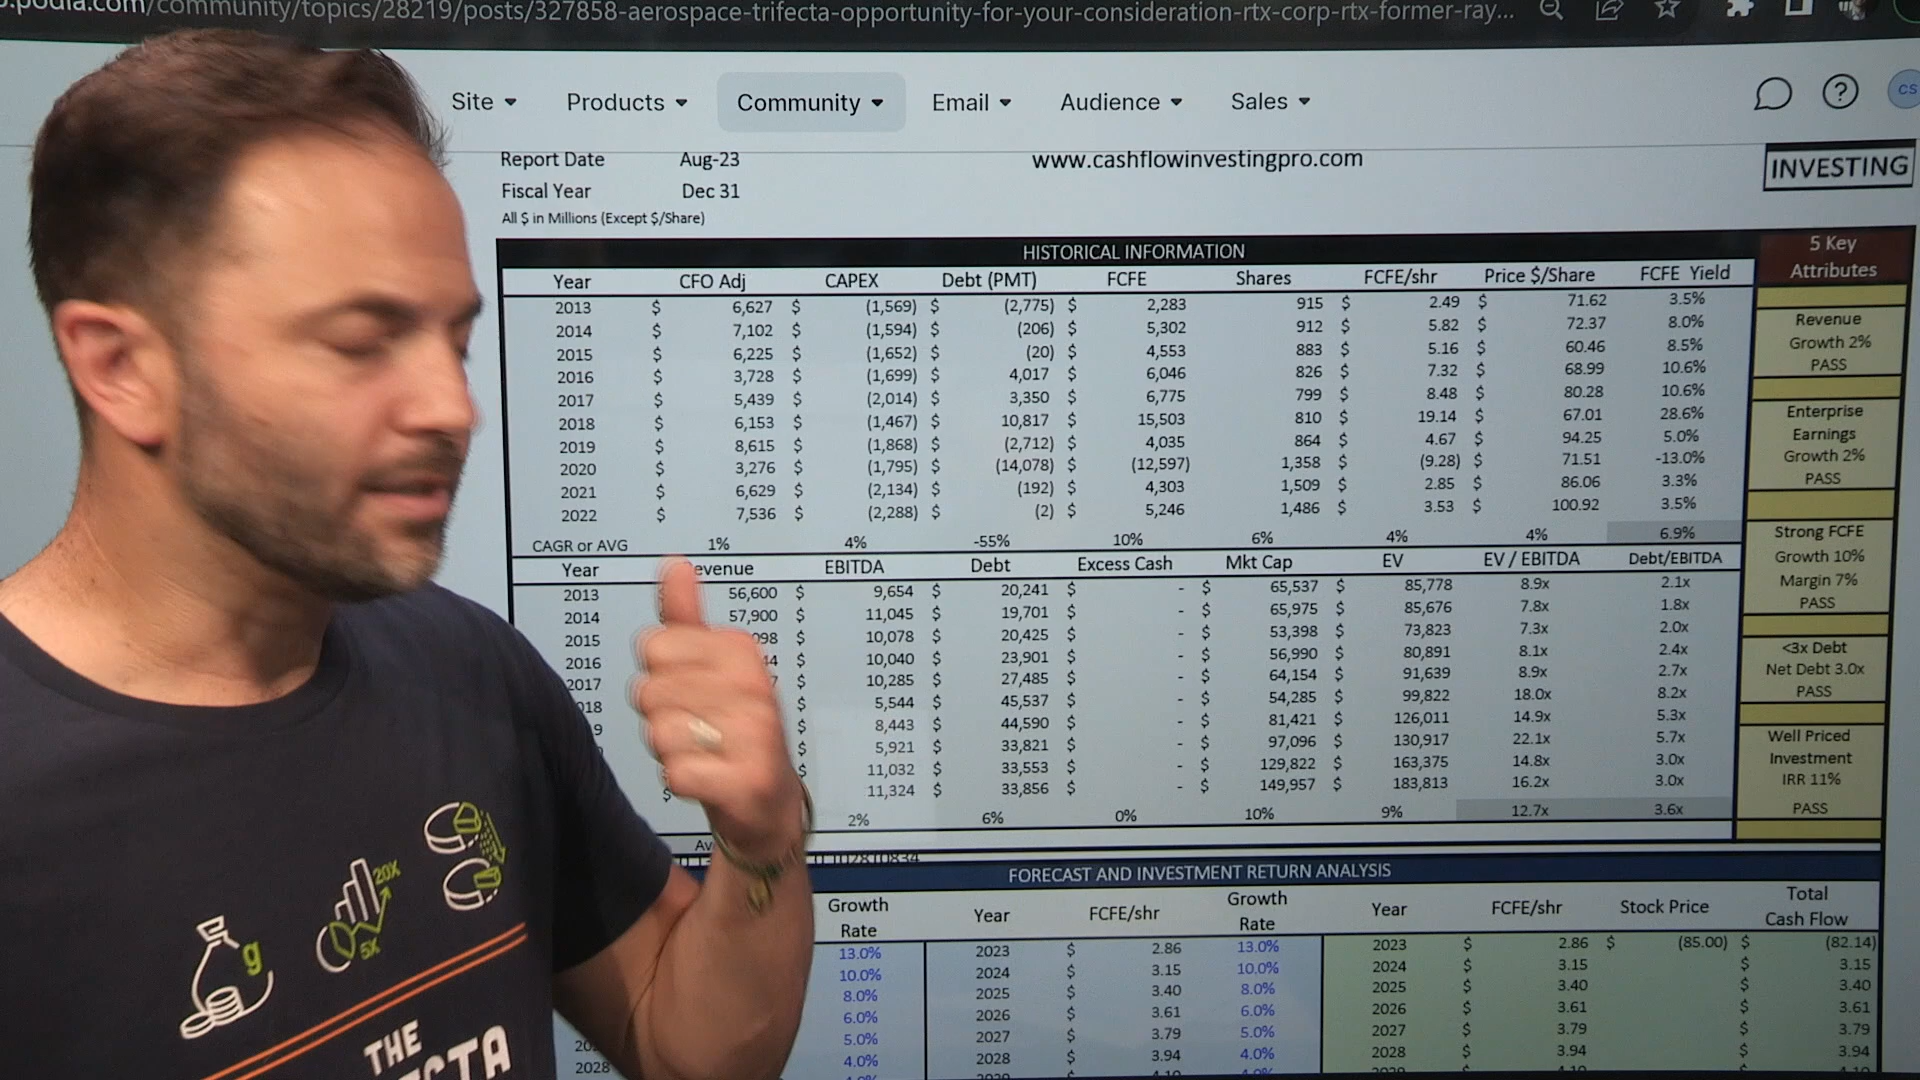 .podia.com/community/topics/28219/posts/327858-aerospace-trifecta-opportunity-for-your-consideration-rtx-corp-rtx-former-ray...
Site Products Community Email Audience Sales
? CS
Report Date Aug-23 www.cashflowinvestingpro.com
Fiscal Year Dec 31 INVESTING
All $ in Millions (Except $/Share)
HISTORICAL INFORMATION
Year CFO Adj CAPEX Debt (PMT) FCFE Shares FCFE/shr Price $/Share FCFE Yield
2013 $ 6,627 $ (1,569) $ (2,775) $ 2,283 915 $ 2.49 $ 71.62 3.5%
2014 $ 7,102 $ (1,594) $ (206) $ 5,302 912 $ 5.82 $ 72.37 8.0%
2015 $ 6,225 $ (1,652) $ (20) $ 4,553 883 $ 5.16 $ 60.46 8.5%
2016 $ 3,728 $ (1,699) $ 4,017 $ 6,046 826 $ 7.32 $ 68.99 10.6%
2017 $ 5,439 $ (2,014) $ 3,350 $ 6,775 799 $ 8.48 $ 80.28 10.6%
2018 $ 6,153 $ (1,467) $ 10,817 $ 15,503 810 $ 19.14 $ 67.01 28.6%
2019 $ 8,615 $ (1,868) $ (2,712) $ 4,035 864 $ 4.67 $ 94.25 5.0%
2020 $ 3,276 $ (1,795) $ (14,078) $ (12,597) 1,358 $ (9.28) $ 71.51 -13.0%
2021 $ 6,629 $ (2,134) $ (192) $ 4,303 1,509 $ 2.85 $ 86.06 3.3%
2022 $ 7,536 $ (2,288) $ (2) $ 5,246 1,486 $ 3.53 $ 100.92 3.5%
CAGR or AVG 1% 4% -55% 10% 6% 4% 4% 6.9%
Year evenue EBITDA Debt Excess Cash Mkt Cap EV EV / EBITDA Debt/EBITDA
2013 56,600 $ 9,654 $ 20,241 $ - $ 65,537 $ 85,778 8.9x 2.1x
2014 57,900 $ 11,045 $ 19,701 $ - $ 65,975 $ 85,676 7.8x 1.8x
2015 098 $ 10,078 $ 20,425 $ - $ 53,398 $ 73,823 7.3x 2.0x
2016 44 $ 10,040 $ 23,901 $ - $ 56,990 $ 80,891 8.1x 2.4x
2017 7 $ 10,285 $ 27,485 $ - $ 64,154 $ 91,639 8.9x 2.7x
018 $ 5,544 $ 45,537 $ - $ 54,285 $ 99,822 18.0x 8.2x
9 $ 8,443 $ 44,590 $ - $ 81,421 $ 126,011 14.9x 5.3x
$ 5,921 $ 33,821 $ - $ 97,096 $ 130,917 22.1x 5.7x
$ 11,032 $ 33,553 $ - $ 129,822 $ 163,375 14.8x 3.0x
$ 11,324 $ 33,856 $ - $ 149,957 $ 183,813 16.2x 3.0x
2% 6% 0% 10% 9% 12.7x 3.6x
5 Key
Attributes
Revenue
Growth 2%
PASS
Enterprise
Earnings
Growth 2%
PASS
Strong FCFE
Growth 10%
Margin 7%
PASS
<3x Debt
Net Debt 3.0x
PASS
Well Priced
Investment
IRR 11%
PASS
Av
FORECAST AND INVESTMENT RETURN ANALYSIS
Growth Rate Year FCFE/shr Growth Rate Year FCFE/shr Stock Price Total Cash Flow
13.0% 2023 $ 2.86 13.0% 2023 $ 2.86 $ (85.00) $ (82.14)
10.0% 2024 $ 3.15 10.0% 2024 $ 3.15 $ 3.15
8.0% 2025 $ 3.40 8.0% 2025 $ 3.40 $ 3.40
6.0% 2026 $ 3.61 6.0% 2026 $ 3.61 $ 3.61
5.0% 2027 $ 3.79 5.0% 2027 $ 3.79 $ 3.79
2028 4.0% 2028 $ 3.94 4.0% 2028 $ 3.94 $ 3.94
g
20X
5X
THE
ECTA